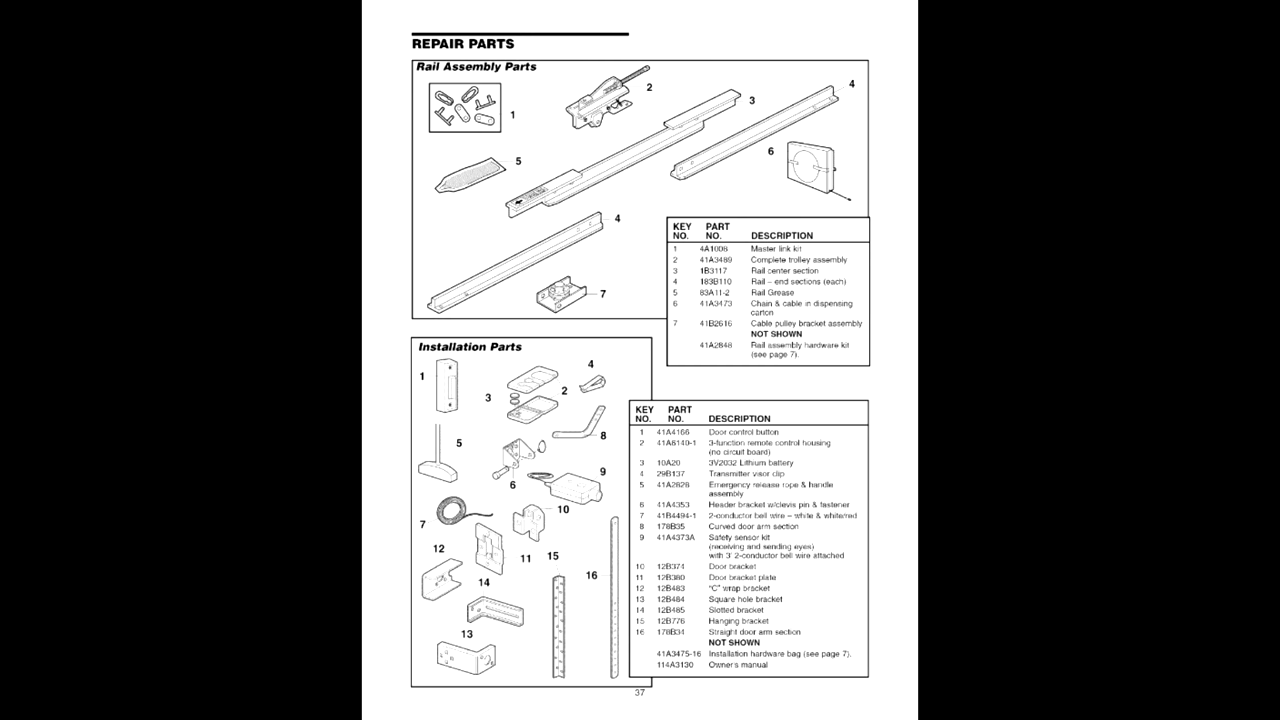 REPAIR PARTS
Rail Assembly Parts
1
2
3
4
5
6
4
7
KEY NO. PART NO. DESCRIPTION
1 4A1008 Master link kit
2 41A3489 Complete trolley assembly
3 1B3117 Rail center section
4 183B110 Rail – end sections (each)
5 83A11-2 Rail Grease
6 41A3473 Chain & cable in dispensing
carton
7 41B2616 Cable pulley bracket assembly
NOT SHOWN
41A2848 Rail assembly hardware kit
(see page 7).
Installation Parts
1
3
2
4
5
8
6
9
7
10
12
11
15
14
16
13
KEY NO. PART NO. DESCRIPTION
1 41A4166 Door control button
2 41A6140-1 3-function remote control housing
(no circuit board)
3 10A20 3V2032 Lithium battery
4 29B137 Transmitter visor clip
5 41A2828 Emergency release rope & handle
assembly
6 41A4353 Header bracket w/clevis pin & fastener
7 41B4494-1 2-conductor bell wire – white & white/red
8 178B35 Curved door arm section
9 41A4373A Safety sensor kit
(receiving and sending eyes)
with 3' 2-conductor bell wire attached
10 12B374 Door bracket
11 12B380 Door bracket plate
12 12B483 "C" wrap bracket
13 12B484 Square hole bracket
14 12B485 Slotted bracket
15 12B776 Hanging bracket
16 178B34 Straight door arm section
NOT SHOWN
41A3475-16 Installation hardware bag (see page 7).
114A3130 Owner's manual
37